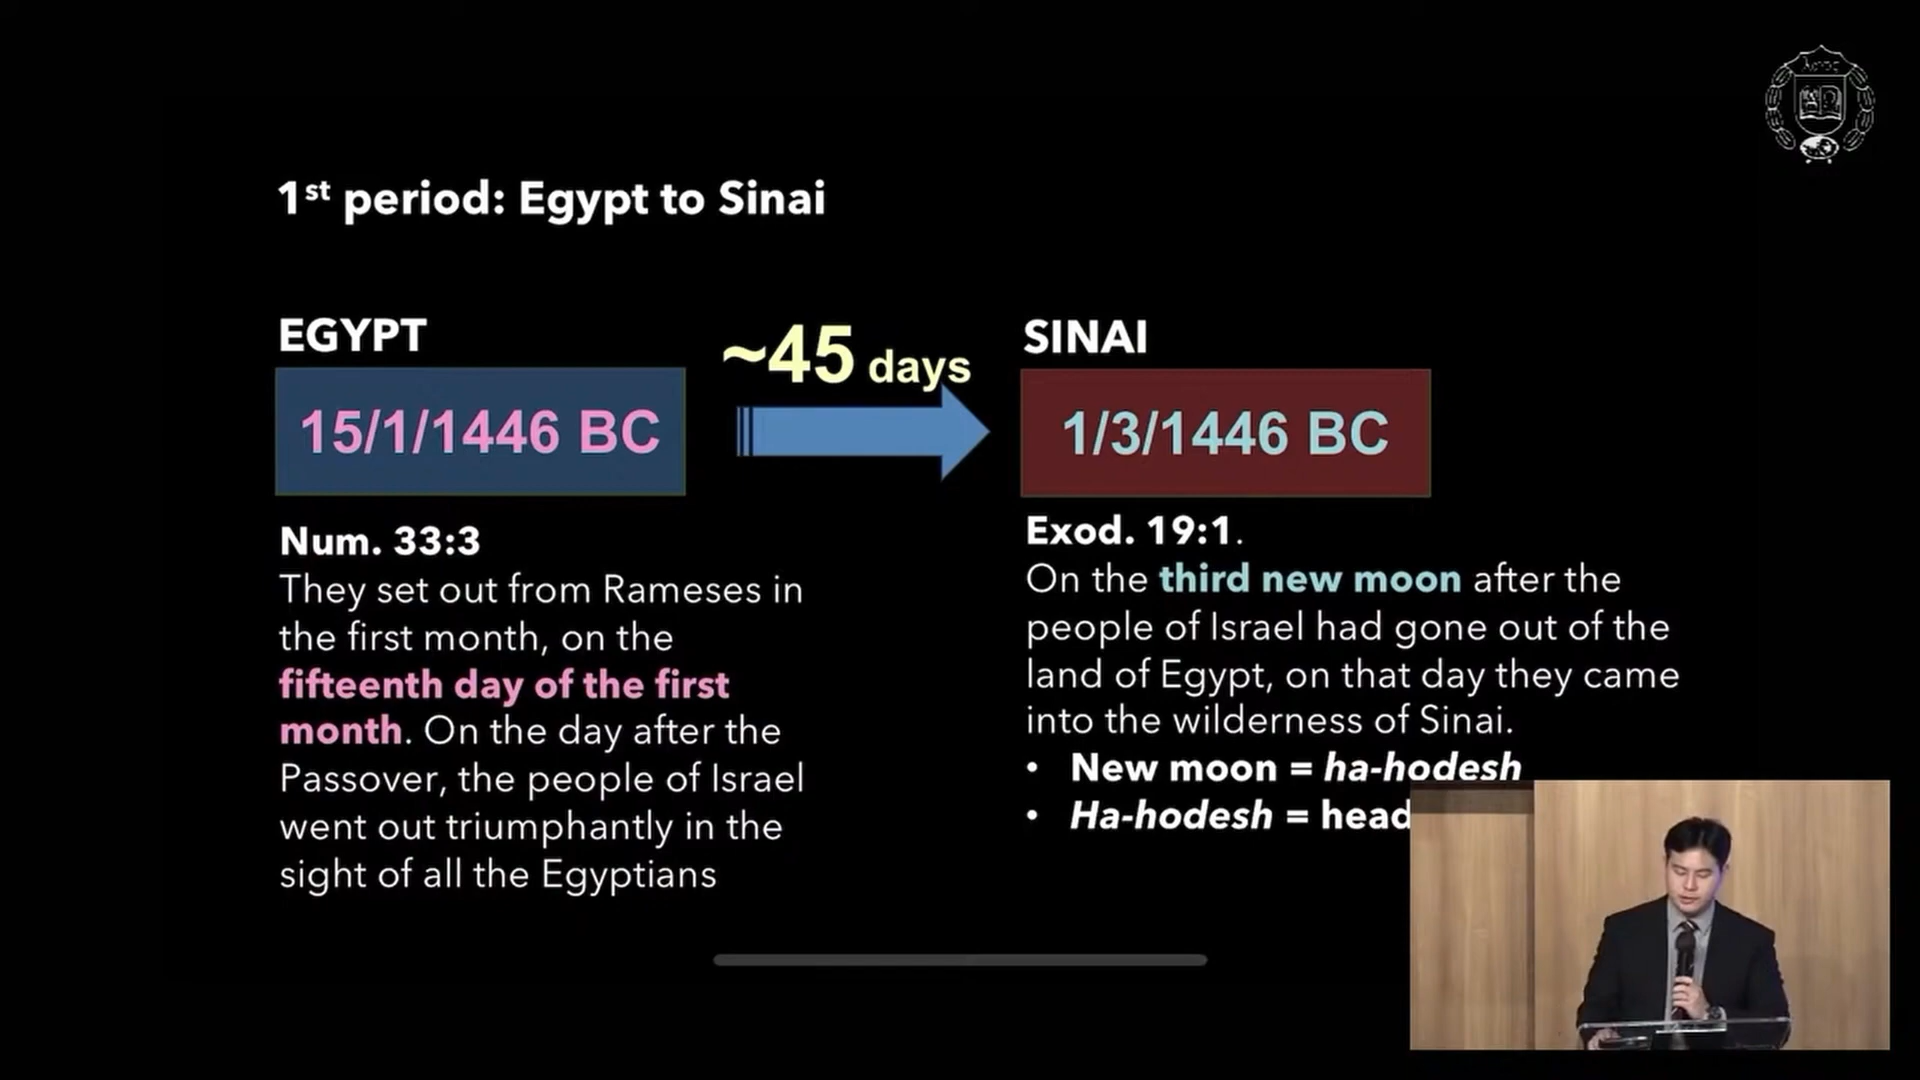 1st period: Egypt to Sinai
EGYPT
15/1/1446 BC
~45 days
SINAI
1/3/1446 BC
Num. 33:3
They set out from Rameses in
the first month, on the
fifteenth day of the first
month. On the day after the
Passover, the people of Israel
went out triumphantly in the
sight of all the Egyptians
Exod. 19:1.
On the third new moon after the
people of Israel had gone out of the
land of Egypt, on that day they came
into the wilderness of Sinai.
• New moon = ha-hodesh
• Ha-hodesh = head